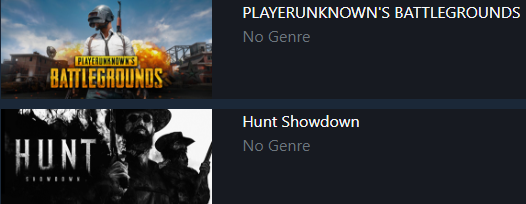 PLAYERUNKNOWN'S
BATTLEGROUNDS
PLAYERUNKNOWN'S BATTLEGROUNDS
No Genre
HUNT
SHOWDOWN
Hunt Showdown
No Genre